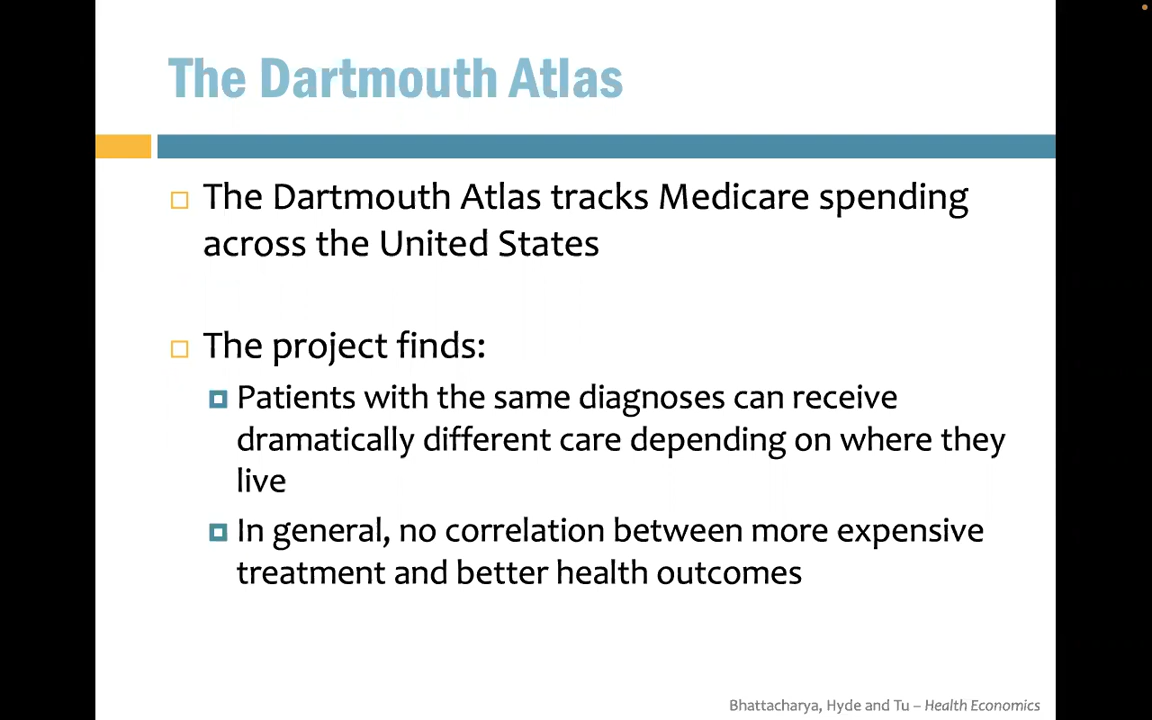 The Dartmouth Atlas
The Dartmouth Atlas tracks Medicare spending
across the United States
The project finds:
Patients with the same diagnoses can receive
dramatically different care depending on where they
live
In general, no correlation between more expensive
treatment and better health outcomes
Bhattacharya, Hyde and Tu – Health Economics